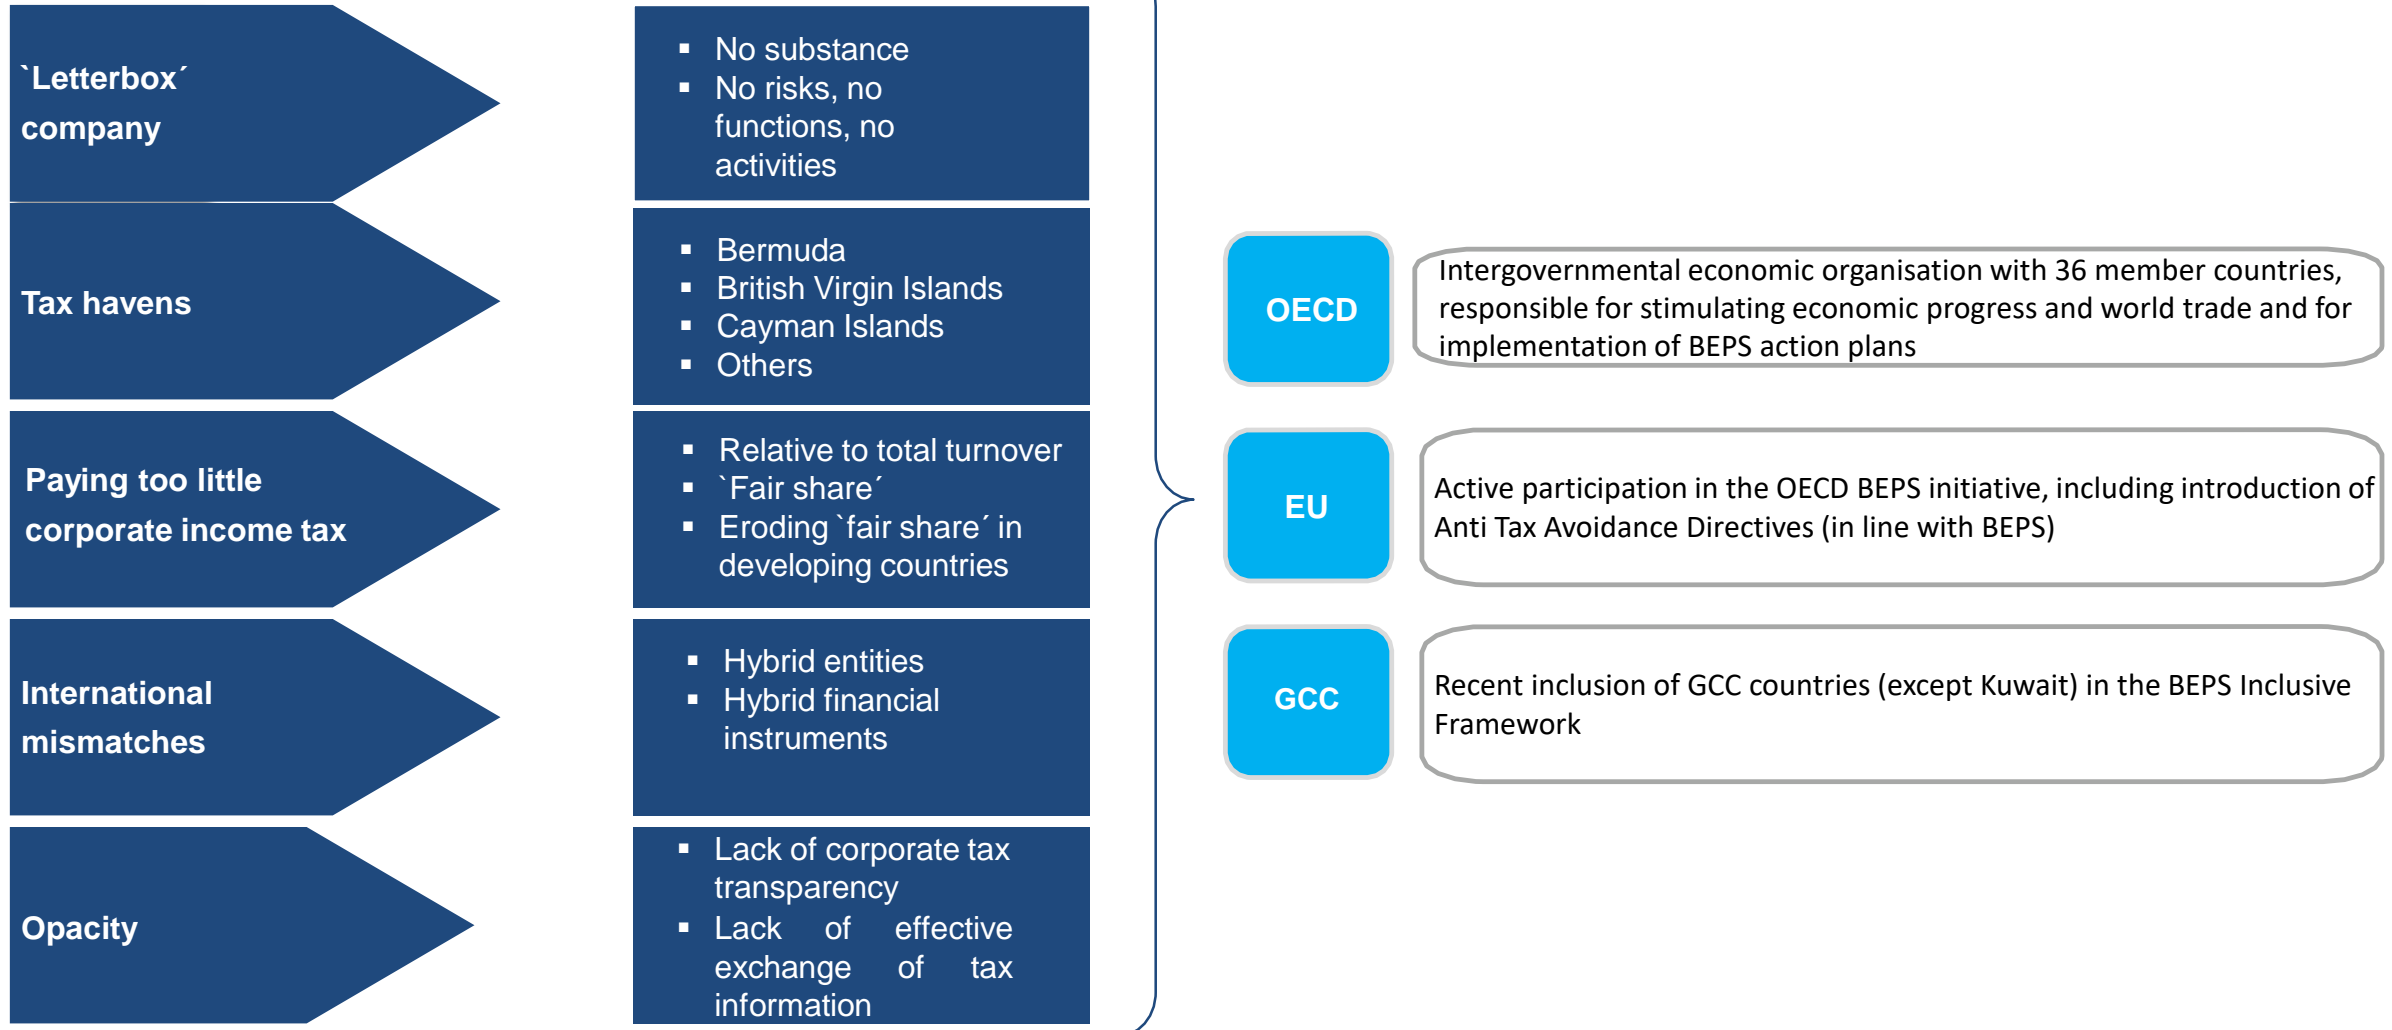 `Letterbox´
company
▪ No substance
▪ No risks, no
functions, no
activities
Tax havens
▪ Bermuda
▪ British Virgin Islands
▪ Cayman Islands
▪ Others
Paying too little
corporate income tax
▪ Relative to total turnover
▪ `Fair share´
▪ Eroding `fair share´ in
developing countries
International
mismatches
▪ Hybrid entities
▪ Hybrid financial
instruments
Opacity
▪ Lack of corporate tax
transparency
▪ Lack of effective
exchange of tax
information
OECD
Intergovernmental economic organisation with 36 member countries,
responsible for stimulating economic progress and world trade and for
implementation of BEPS action plans
EU
Active participation in the OECD BEPS initiative, including introduction of
Anti Tax Avoidance Directives (in line with BEPS)
GCC
Recent inclusion of GCC countries (except Kuwait) in the BEPS Inclusive
Framework